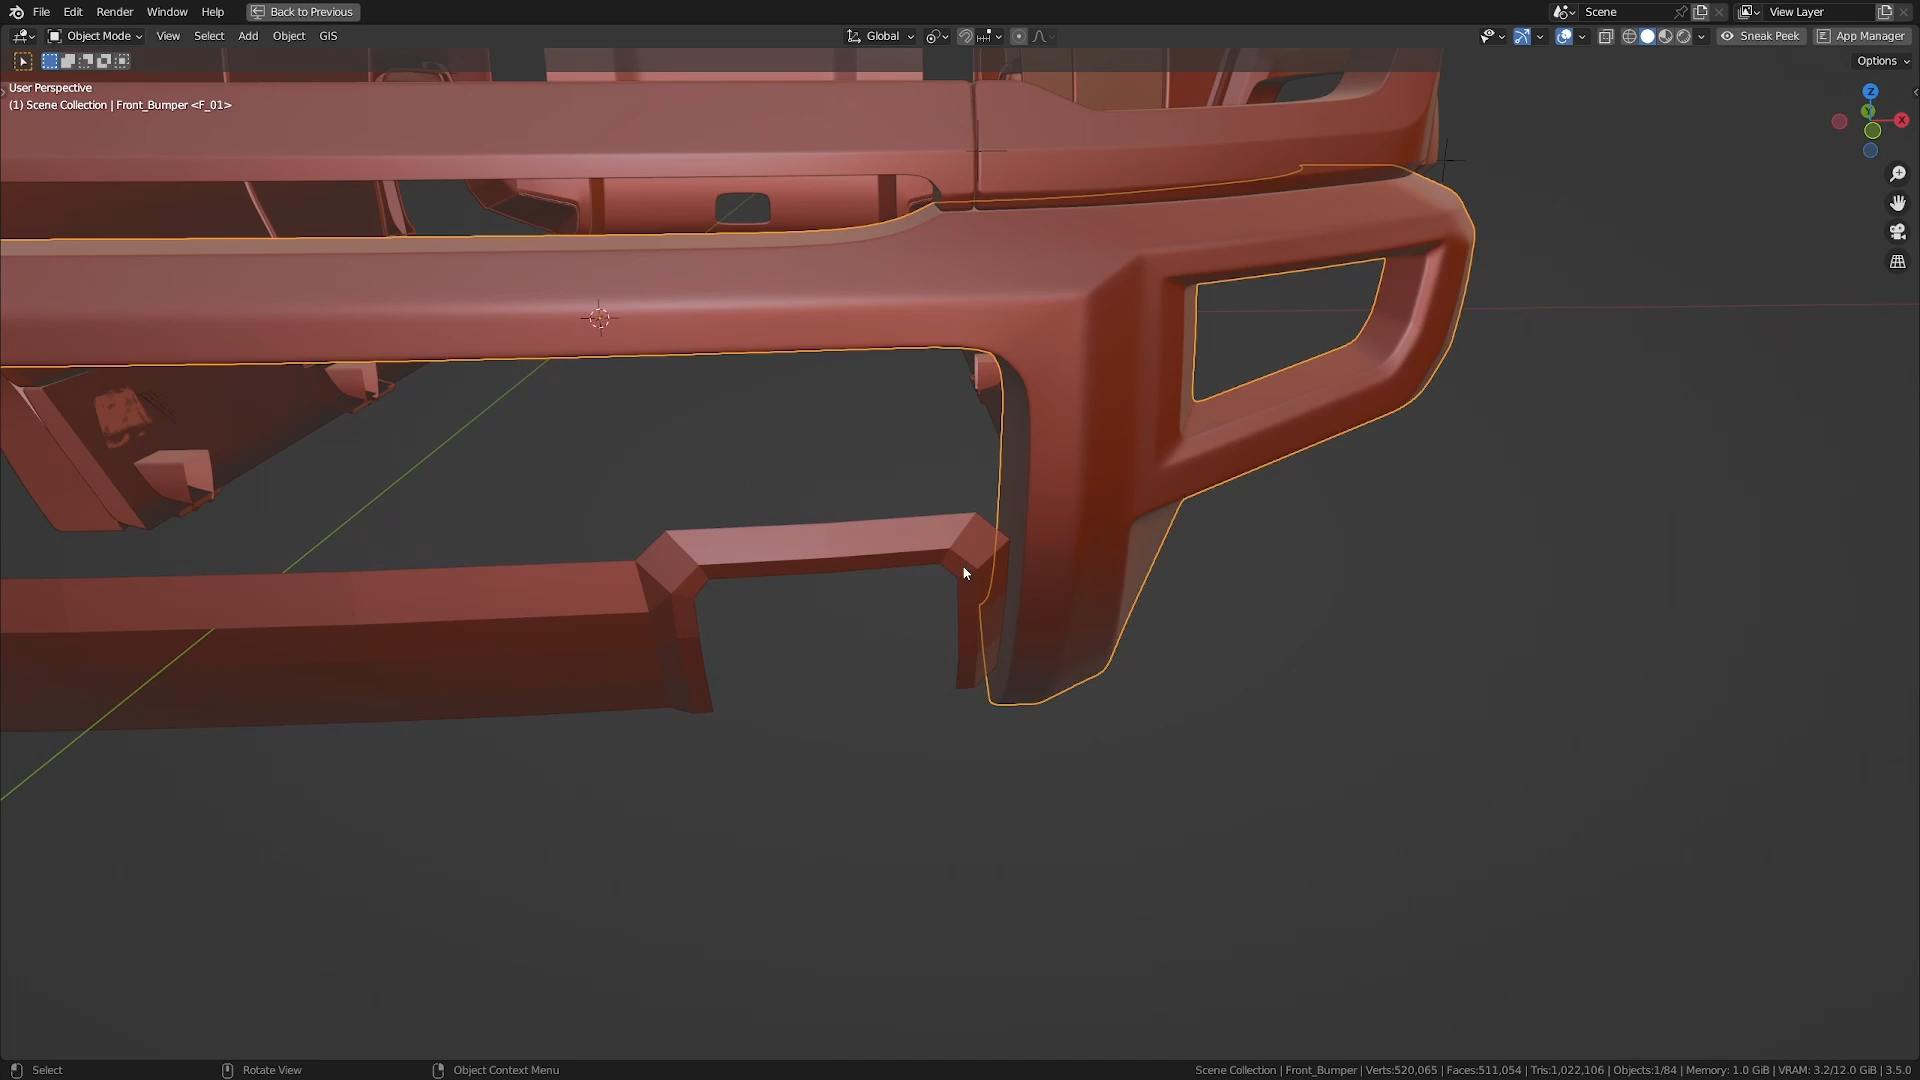 File Edit Render Window Help Back to Previous Scene View Layer
Object Mode View Select Add Object GIS Global Sneak Peek App Manager
Options
User Perspective
(1) Scene Collection | Front_Bumper <F_01>
Z
Y
X
Select Rotate View Object Context Menu Scene Collection | Front_Bumper | Verts:520,065 | Faces:511,054 | Tris:1,022,106 | Objects:1/84 | Memory: 1.0 GiB | VRAM: 3.2/12.0 GiB | 3.5.0